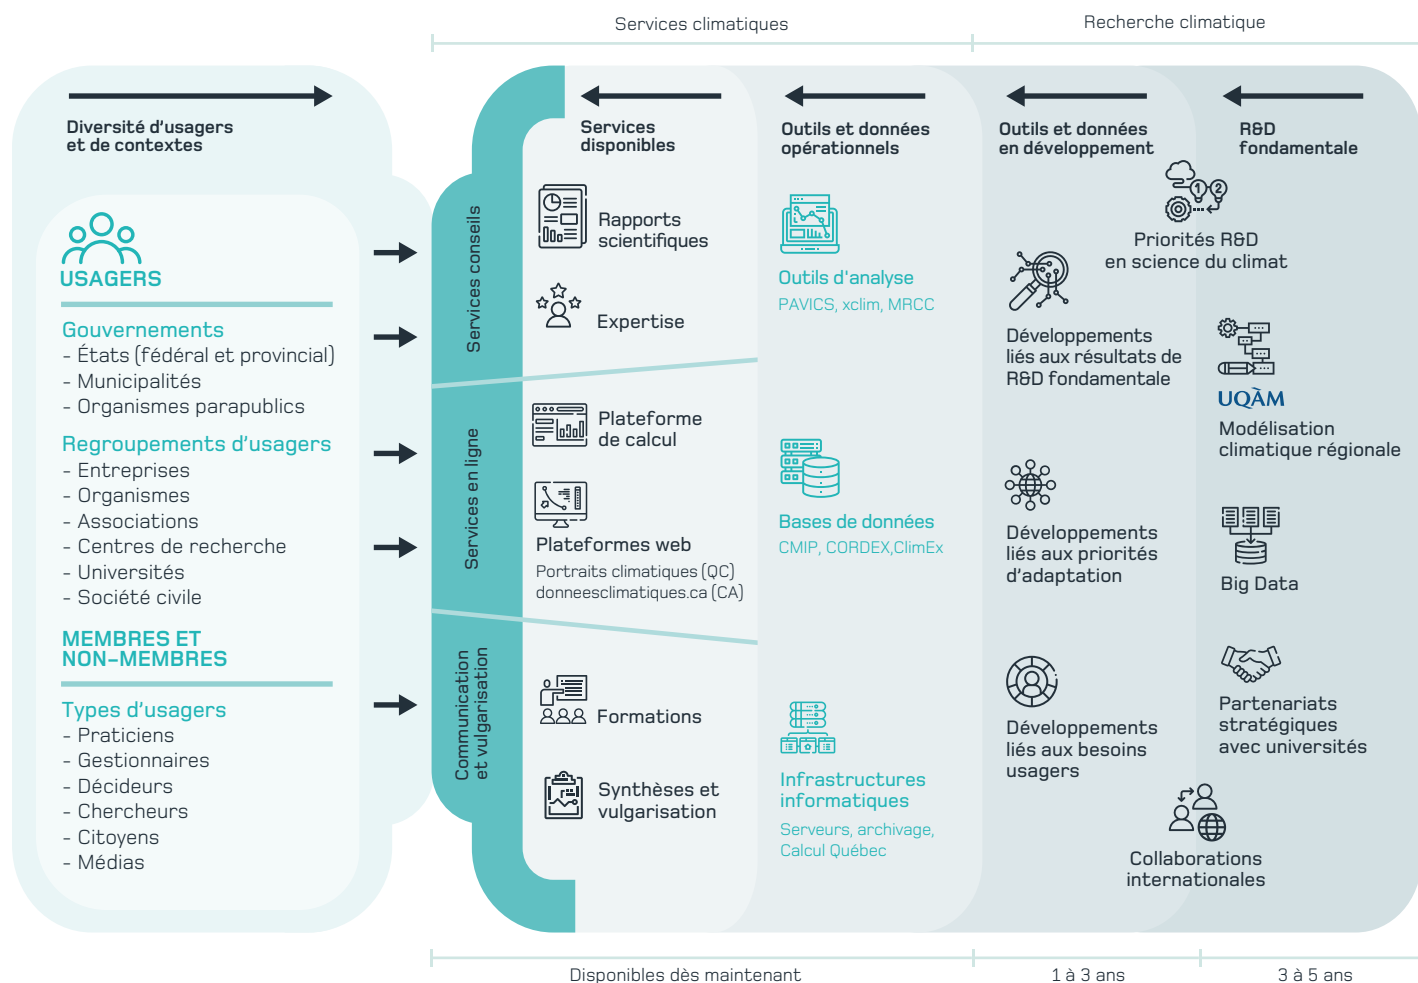 Services climatiques
Recherche climatique
Diversité d'usagers
et de contextes
Services
disponibles
Outils et données
opérationnels
Outils et données
en développement
R&D
fondamentale
USAGERS
Gouvernements
- États (fédéral et provincial)
- Municipalités
- Organismes parapublics
Regroupements d'usagers
- Entreprises
- Organismes
- Associations
- Centres de recherche
- Universités
- Société civile
MEMBRES ET
NON-MEMBRES
Types d'usagers
- Praticiens
- Gestionnaires
- Décideurs
- Chercheurs
- Citoyens
- Médias
Services conseils
Services en ligne
Communication
et vulgarisation
Rapports
scientifiques
Expertise
Plateforme
de calcul
Plateformes web
Portraits climatiques (QC)
donneesclimatiques.ca (CA)
Formations
Synthèses et
vulgarisation
Outils d'analyse
PAVICS, xclim, MRCC
Bases de données
CMIP, CORDEX,ClimEx
Infrastructures
informatiques
Serveurs, archivage,
Calcul Québec
1 2
Priorités R&D
en science du climat
Développements
liés aux résultats de
R&D fondamentale
Développements
liés aux priorités
d'adaptation
Développements
liés aux besoins
usagers
UQÀM
Modélisation
climatique régionale
Big Data
Partenariats
stratégiques
avec universités
Collaborations
internationales
Disponibles dès maintenant
1 à 3 ans
3 à 5 ans